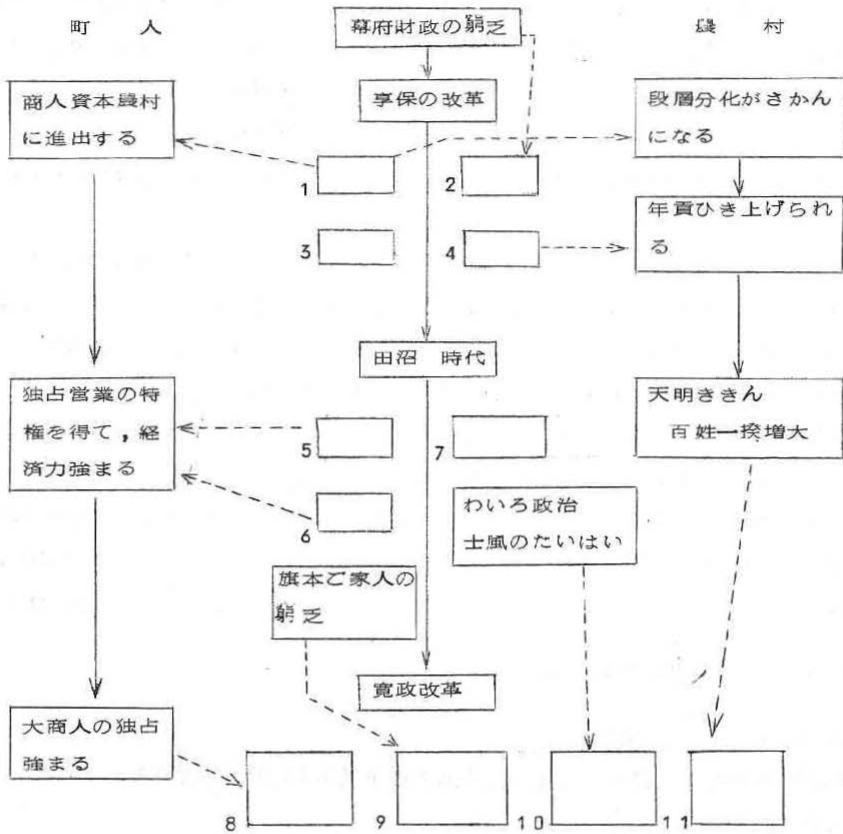 町 人
幕府財政の窮乏
農 村
商人資本農村
に進出する
享保の改革
段層分化がさかん
になる
1
2
年貢ひき上げられ
る
3
4
田沼 時代
独占営業の特
権を得て，経
済力強まる
天明ききん
百姓一揆増大
5
7
6
わいろ政治
士風のたいはい
旗本ご家人の
窮乏
寛政改革
大商人の独占
強まる
8
9
10
11